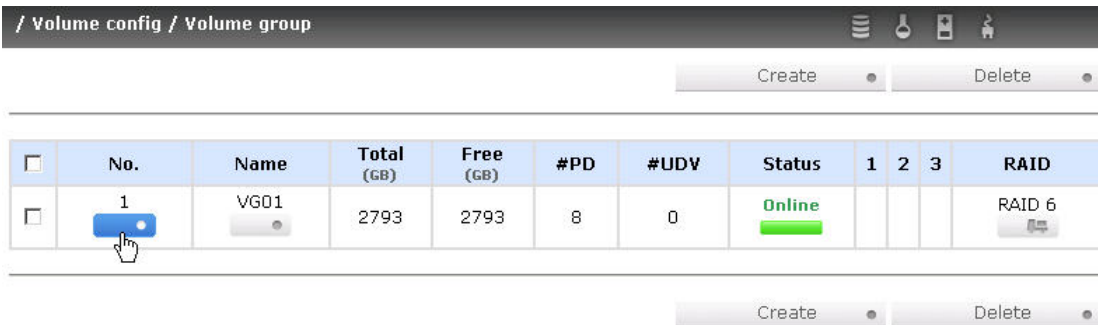 / Volume config / Volume group
Create Delete
No. Name Total (GB) Free (GB) #PD #UDV Status 1 2 3 RAID
1 VG01 2793 2793 8 0 Online RAID 6
Create Delete